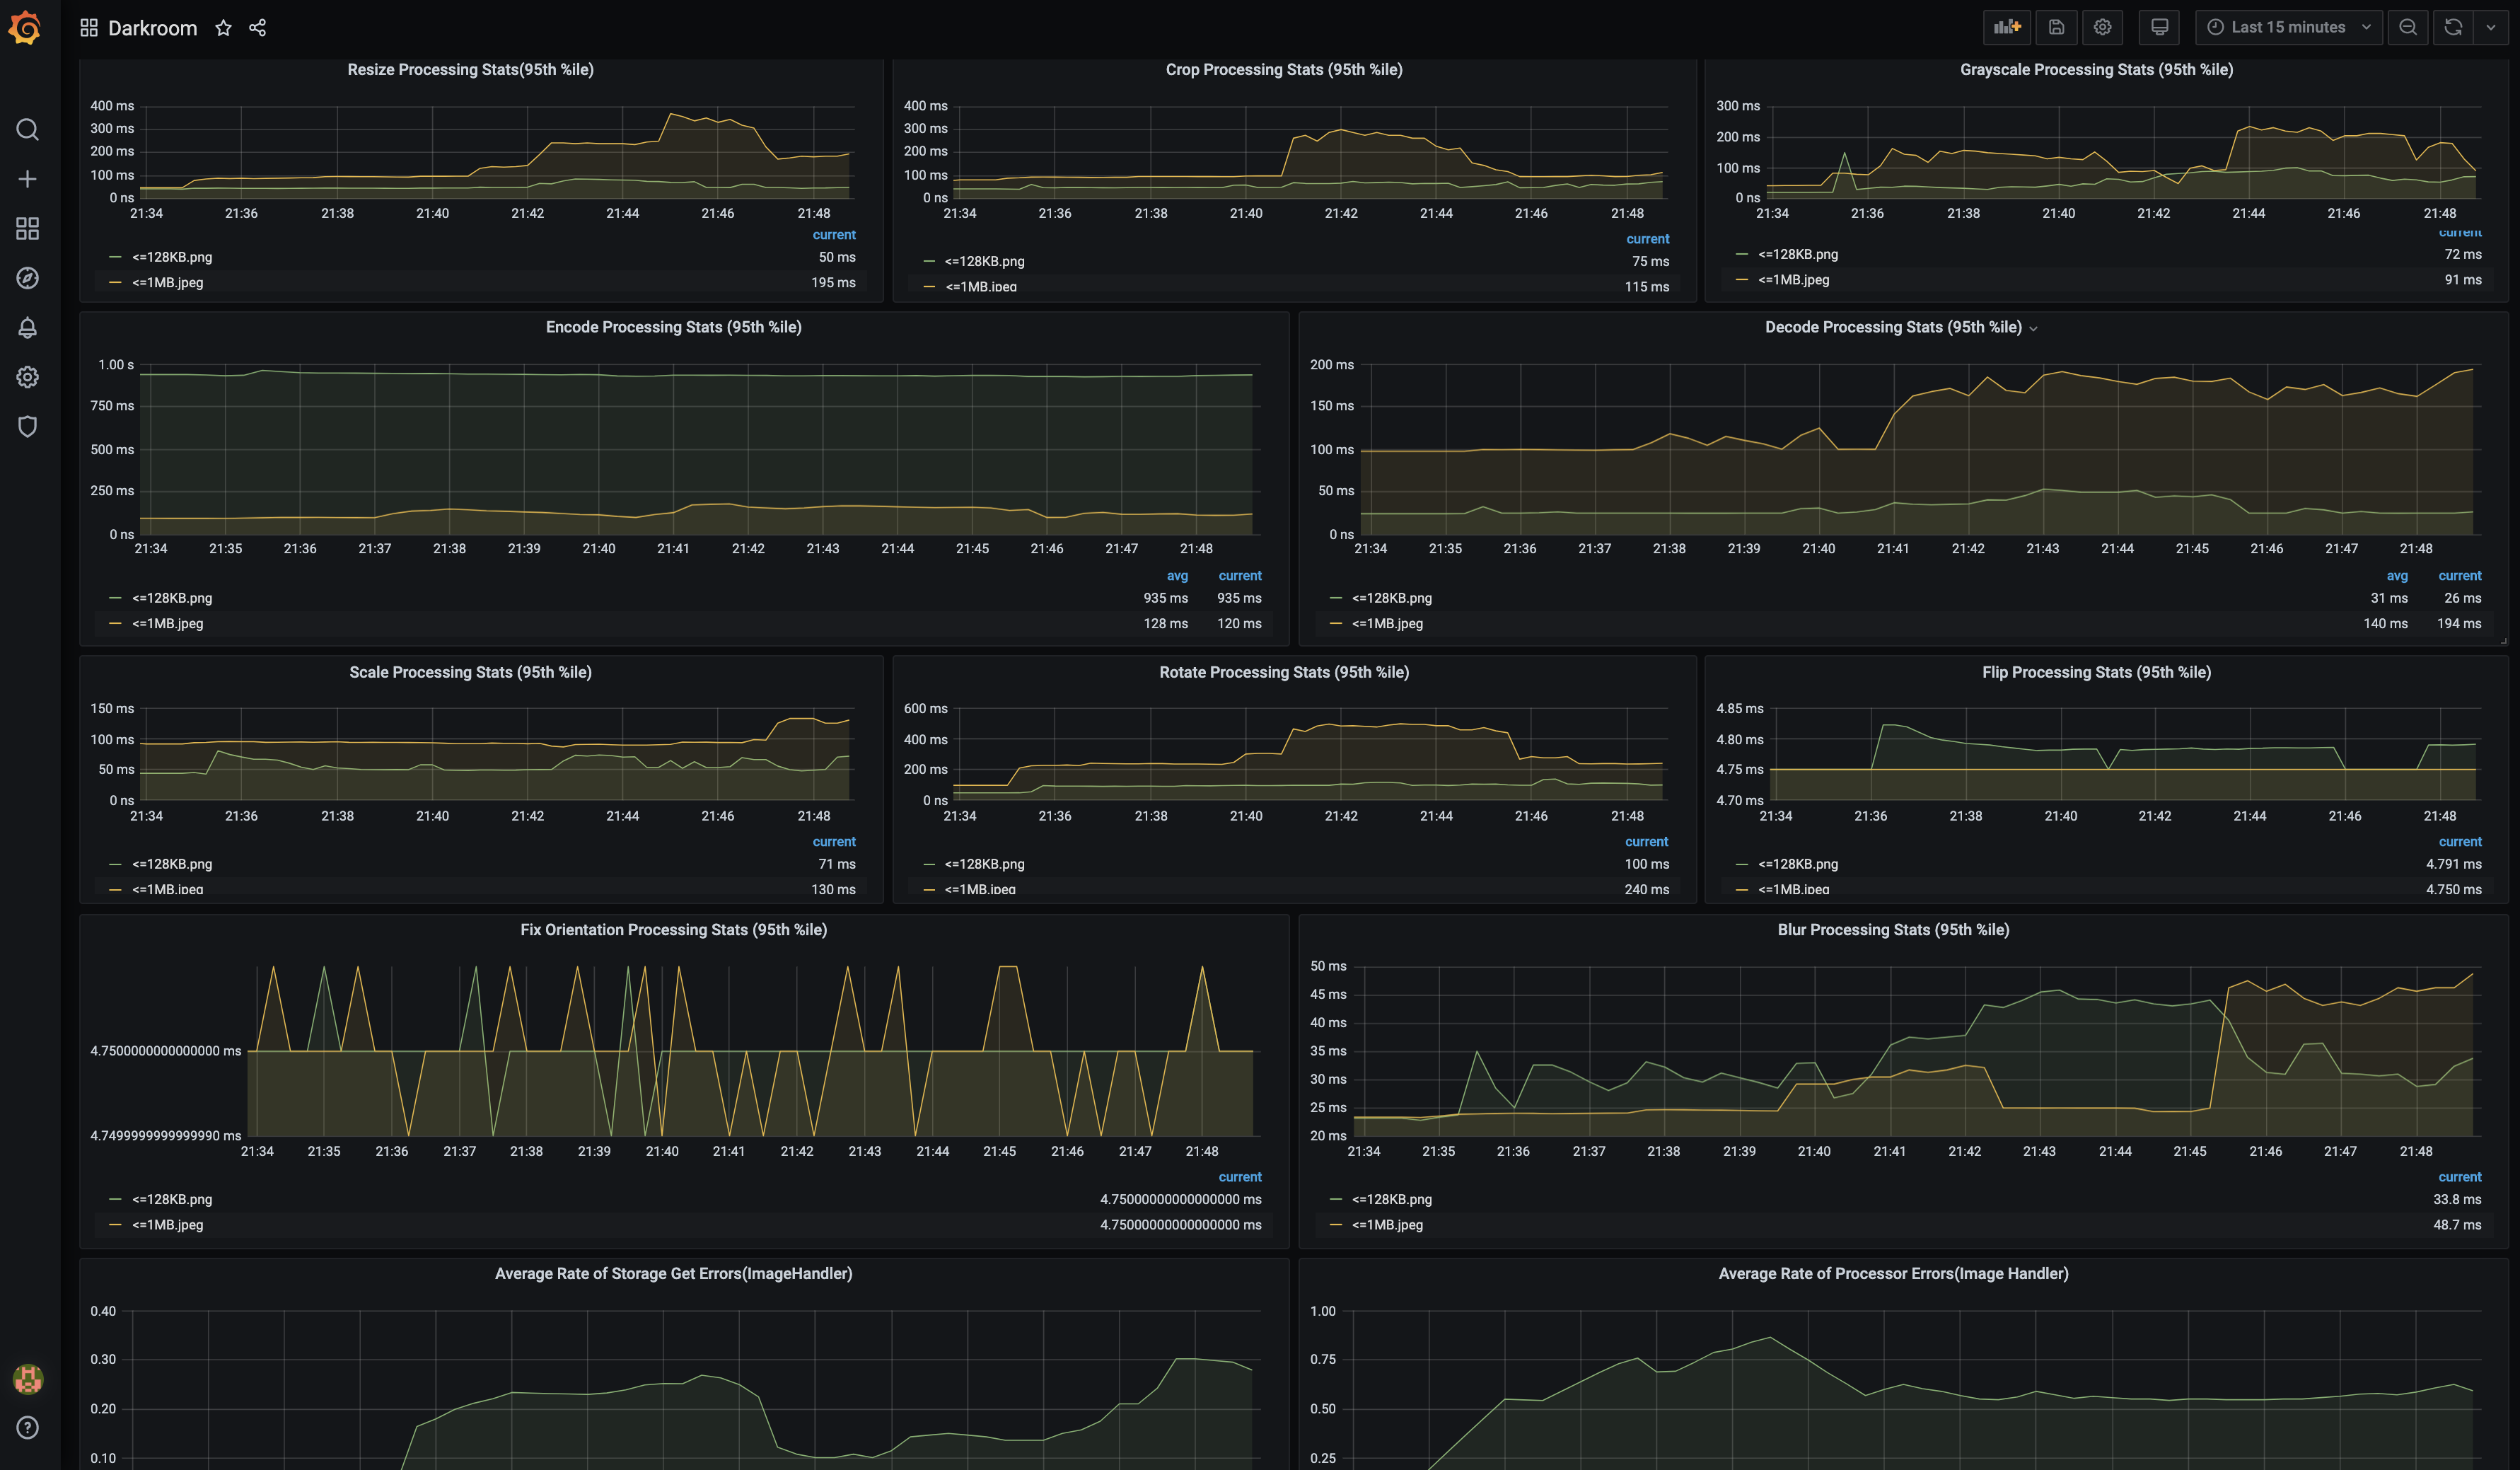 Darkroom
Last 15 minutes
Resize Processing Stats(95th %ile)
400 ms
300 ms
200 ms
100 ms
0 ns
21:34 21:36 21:38 21:40 21:42 21:44 21:46 21:48
current
<=128KB.png 50 ms
<=1MB.jpeg 195 ms
Crop Processing Stats (95th %ile)
400 ms
300 ms
200 ms
100 ms
0 ns
21:34 21:36 21:38 21:40 21:42 21:44 21:46 21:48
current
<=128KB.png 75 ms
<=1MB.jpeg 115 ms
Grayscale Processing Stats (95th %ile)
300 ms
200 ms
100 ms
0 ns
21:34 21:36 21:38 21:40 21:42 21:44 21:46 21:48
current
<=128KB.png 72 ms
<=1MB.jpeg 91 ms
Encode Processing Stats (95th %ile)
1.00 s
750 ms
500 ms
250 ms
0 ns
21:34 21:35 21:36 21:37 21:38 21:39 21:40 21:41 21:42 21:43 21:44 21:45 21:46 21:47 21:48
avg current
<=128KB.png 935 ms 935 ms
<=1MB.jpeg 128 ms 120 ms
Decode Processing Stats (95th %ile)
200 ms
150 ms
100 ms
50 ms
0 ns
21:34 21:35 21:36 21:37 21:38 21:39 21:40 21:41 21:42 21:43 21:44 21:45 21:46 21:47 21:48
avg current
<=128KB.png 31 ms 26 ms
<=1MB.jpeg 140 ms 194 ms
Scale Processing Stats (95th %ile)
150 ms
100 ms
50 ms
0 ns
21:34 21:36 21:38 21:40 21:42 21:44 21:46 21:48
current
<=128KB.png 71 ms
<=1MB.jpeg 130 ms
Rotate Processing Stats (95th %ile)
600 ms
400 ms
200 ms
0 ns
21:34 21:36 21:38 21:40 21:42 21:44 21:46 21:48
current
<=128KB.png 100 ms
<=1MB.jpeg 240 ms
Flip Processing Stats (95th %ile)
4.85 ms
4.80 ms
4.75 ms
4.70 ms
21:34 21:36 21:38 21:40 21:42 21:44 21:46 21:48
current
<=128KB.png 4.791 ms
<=1MB.jpeg 4.750 ms
Fix Orientation Processing Stats (95th %ile)
4.7500000000000000 ms
4.7499999999999990 ms
21:34 21:35 21:36 21:37 21:38 21:39 21:40 21:41 21:42 21:43 21:44 21:45 21:46 21:47 21:48
current
<=128KB.png 4.75000000000000000 ms
<=1MB.jpeg 4.75000000000000000 ms
Blur Processing Stats (95th %ile)
50 ms
45 ms
40 ms
35 ms
30 ms
25 ms
20 ms
21:34 21:35 21:36 21:37 21:38 21:39 21:40 21:41 21:42 21:43 21:44 21:45 21:46 21:47 21:48
current
<=128KB.png 33.8 ms
<=1MB.jpeg 48.7 ms
Average Rate of Storage Get Errors(ImageHandler)
0.40
0.30
0.20
0.10
Average Rate of Processor Errors(Image Handler)
1.00
0.75
0.50
0.25